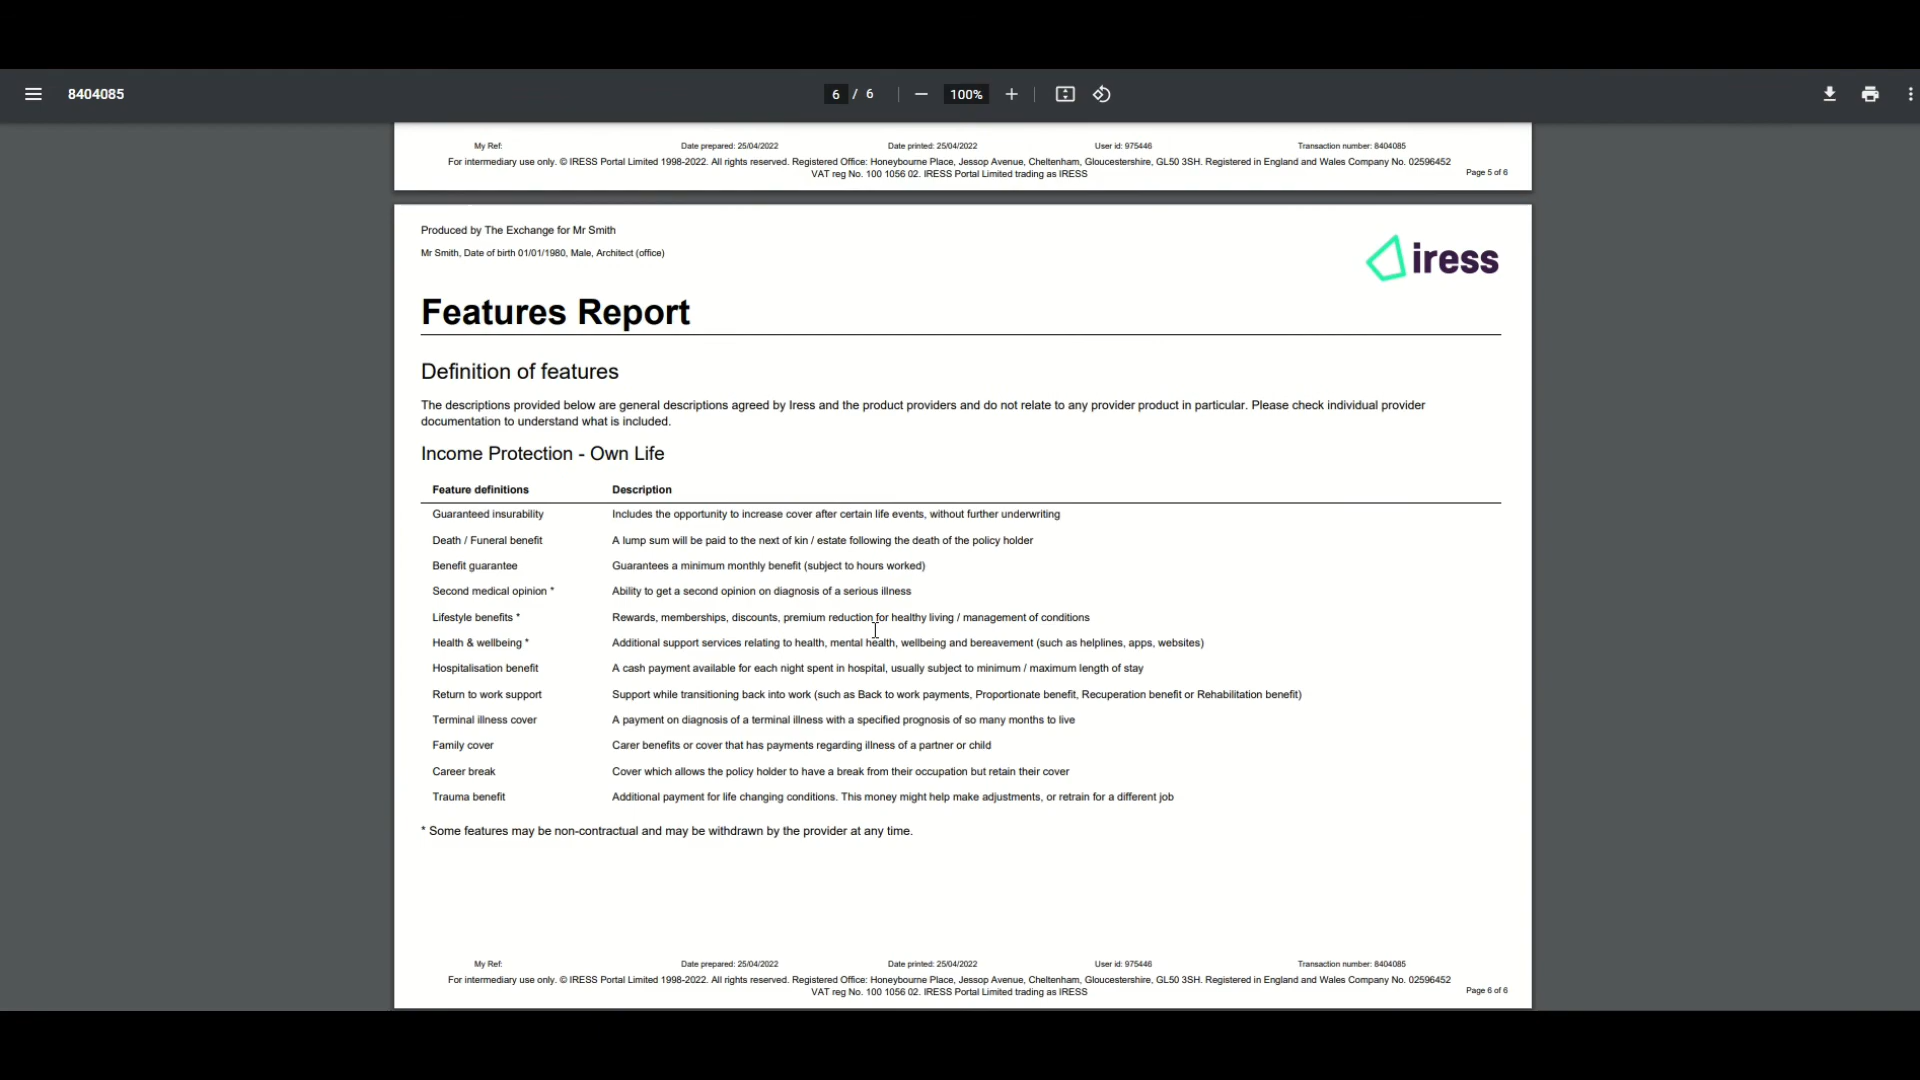 8404085
6 / 6
100%
My Ref: Date prepared: 25/04/2022 Date printed: 25/04/2022 User id: 975446 Transaction number: 8404085
For intermediary use only. © IRESS Portal Limited 1998-2022. All rights reserved. Registered Office: Honeybourne Place, Jessop Avenue, Cheltenham, Gloucestershire, GL50 3SH. Registered in England and Wales Company No. 02596452
VAT reg No. 100 1056 02. IRESS Portal Limited trading as IRESS
Page 5 of 6
Produced by The Exchange for Mr Smith
Mr Smith, Date of birth 01/01/1980, Male, Architect (office)
iress
Features Report
Definition of features
The descriptions provided below are general descriptions agreed by Iress and the product providers and do not relate to any provider product in particular. Please check individual provider
documentation to understand what is included.
Income Protection - Own Life
Feature definitions Description
Guaranteed insurability Includes the opportunity to increase cover after certain life events, without further underwriting
Death / Funeral benefit A lump sum will be paid to the next of kin / estate following the death of the policy holder
Benefit guarantee Guarantees a minimum monthly benefit (subject to hours worked)
Second medical opinion * Ability to get a second opinion on diagnosis of a serious illness
Lifestyle benefits * Rewards, memberships, discounts, premium reduction for healthy living / management of conditions
Health & wellbeing * Additional support services relating to health, mental health, wellbeing and bereavement (such as helplines, apps, websites)
Hospitalisation benefit A cash payment available for each night spent in hospital, usually subject to minimum / maximum length of stay
Return to work support Support while transitioning back into work (such as Back to work payments, Proportionate benefit, Recuperation benefit or Rehabilitation benefit)
Terminal illness cover A payment on diagnosis of a terminal illness with a specified prognosis of so many months to live
Family cover Carer benefits or cover that has payments regarding illness of a partner or child
Career break Cover which allows the policy holder to have a break from their occupation but retain their cover
Trauma benefit Additional payment for life changing conditions. This money might help make adjustments, or retrain for a different job
* Some features may be non-contractual and may be withdrawn by the provider at any time.
My Ref: Date prepared: 25/04/2022 Date printed: 25/04/2022 User id: 975446 Transaction number: 8404085
For intermediary use only. © IRESS Portal Limited 1998-2022. All rights reserved. Registered Office: Honeybourne Place, Jessop Avenue, Cheltenham, Gloucestershire, GL50 3SH. Registered in England and Wales Company No. 02596452
VAT reg No. 100 1056 02. IRESS Portal Limited trading as IRESS
Page 6 of 6